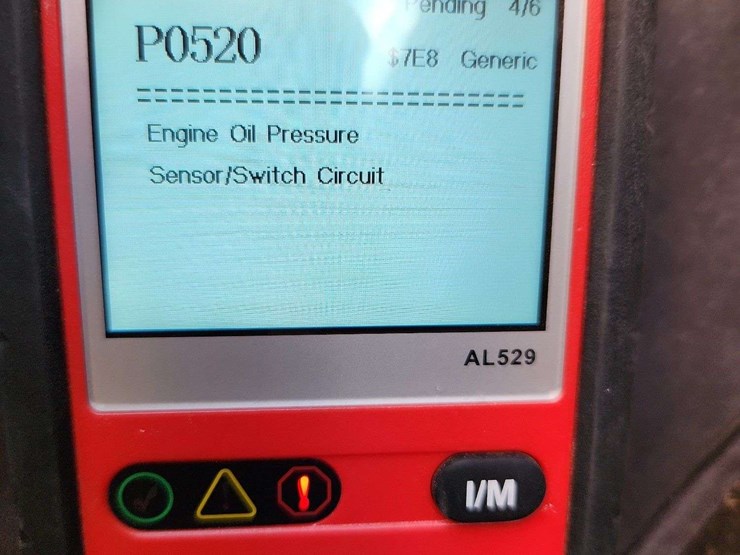 Pending 4/6
P0520
$7E8 Generic
================================
Engine Oil Pressure
Sensor/Switch Circuit
AL529
I/M